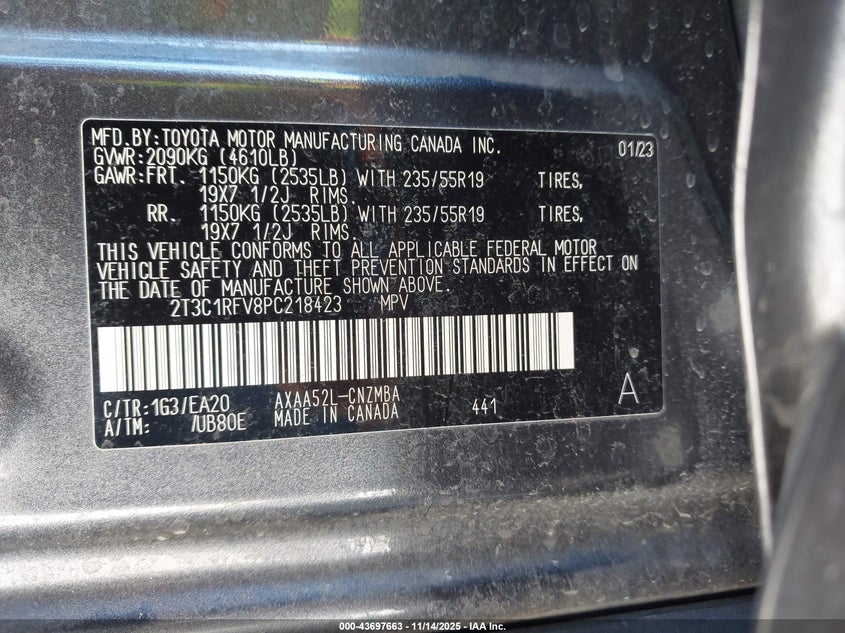 MFD.BY:TOYOTA MOTOR MANUFACTURING CANADA INC. 01/23
GVWR:2090KG (4610LB)
GAWR:FRT. 1150KG (2535LB) WITH 235/55R19 TIRES,
19X7 1/2J RIMS.
RR. 1150KG (2535LB) WITH 235/55R19 TIRES,
19X7 1/2J RIMS.
THIS VEHICLE CONFORMS TO ALL APPLICABLE FEDERAL MOTOR
VEHICLE SAFETY AND THEFT PREVENTION STANDARDS IN EFFECT ON
THE DATE OF MANUFACTURE SHOWN ABOVE.
2T3C1RFV8PC218423 MPV
C/TR:1G3/EA20 AXAA52L-CNZMBA
A/TM: /UB80E MADE IN CANADA 441 A
000-43697663 | 11/14/2025 - IAA Inc.